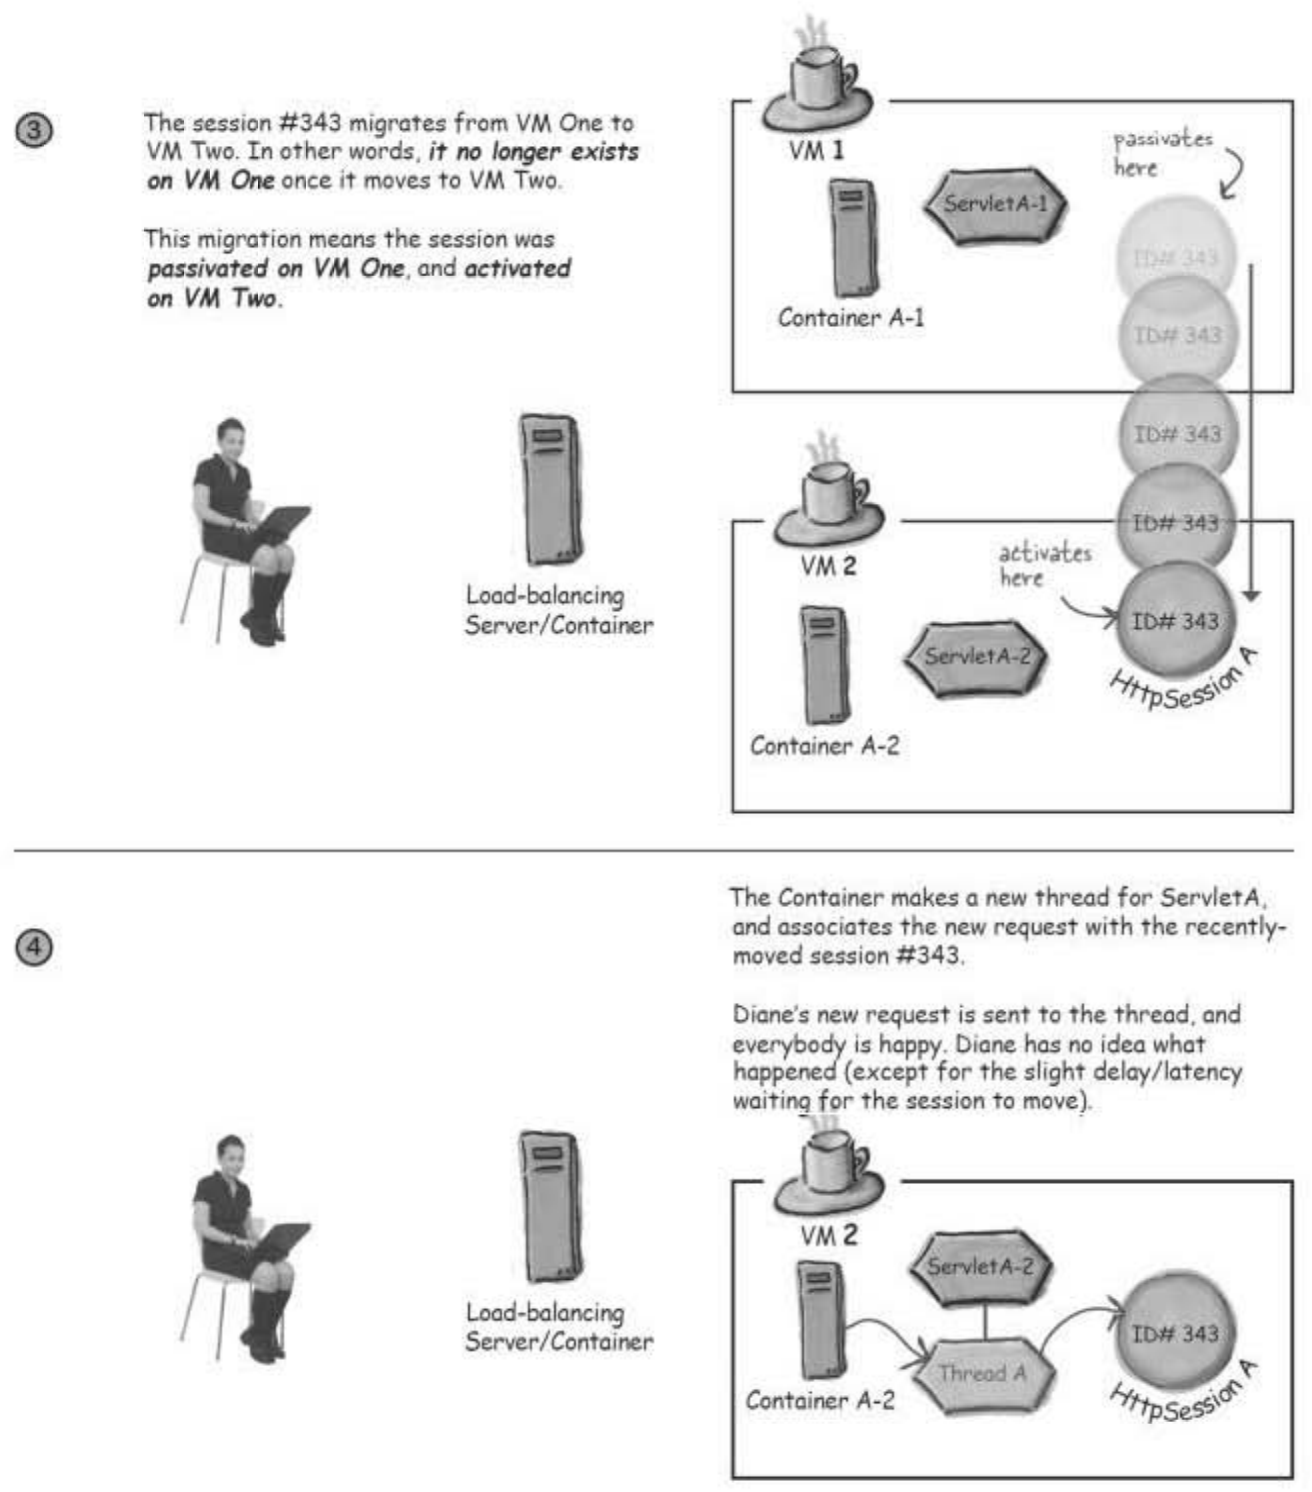 3
The session #343 migrates from VM One to
VM Two. In other words, it no longer exists
on VM One once it moves to VM Two.
This migration means the session was
passivated on VM One, and activated
on VM Two.
Load-balancing
Server/Container
VM 1
ServletA-1
Container A-1
passivates
here
ID# 343
ID# 343
ID# 343
ID# 343
ID# 343
HttpSession A
VM 2
activates
here
ServletA-2
Container A-2
4
The Container makes a new thread for ServletA,
and associates the new request with the recently-
moved session #343.
Diane's new request is sent to the thread, and
everybody is happy. Diane has no idea what
happened (except for the slight delay/latency
waiting for the session to move).
Load-balancing
Server/Container
VM 2
ServletA-2
Thread A
Container A-2
ID# 343
HttpSession A